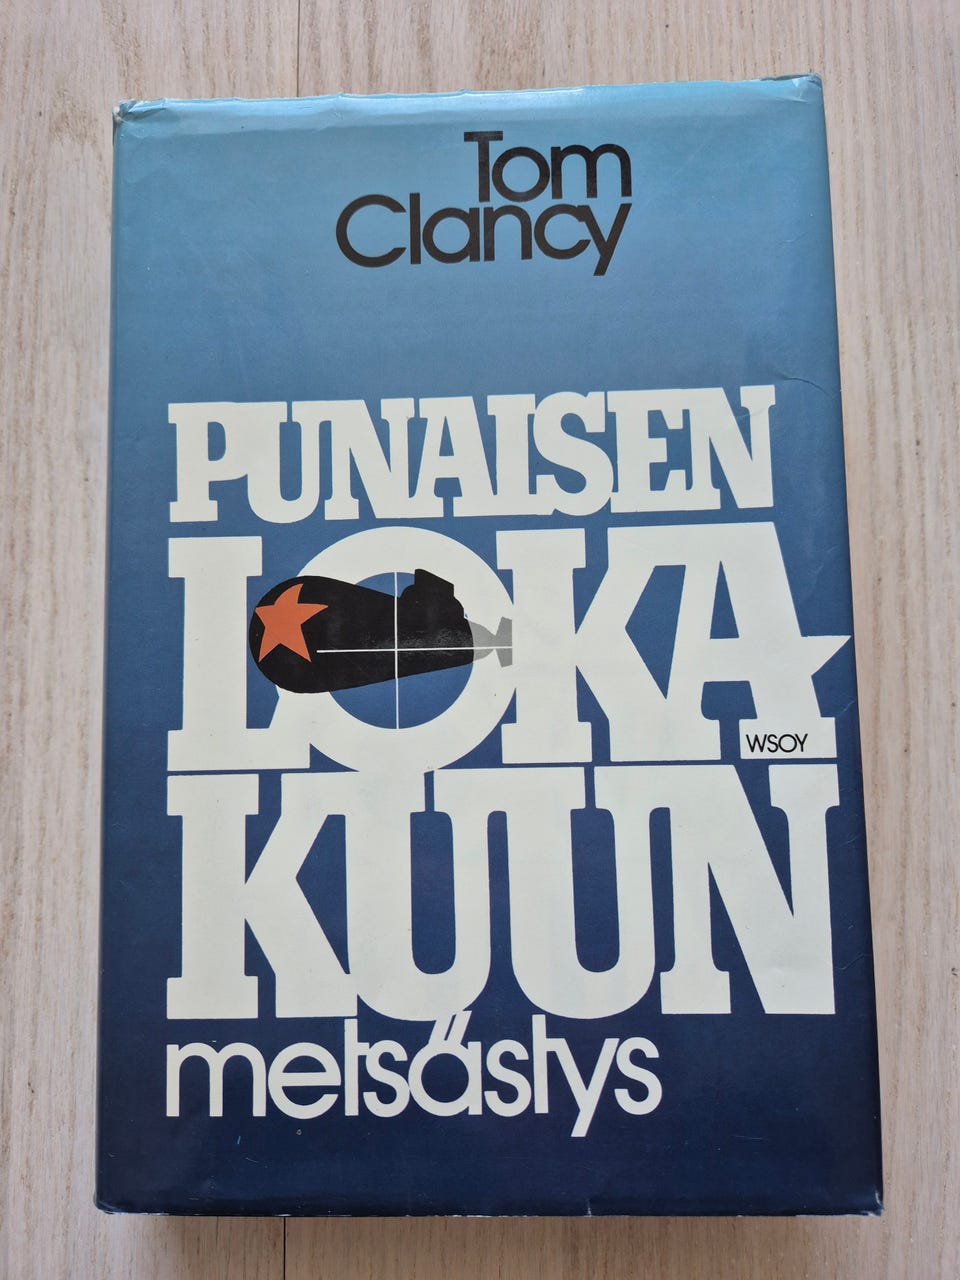 Tom
Clancy
PUNAISEN
LOKA
WSOY
KUUN
metsästys